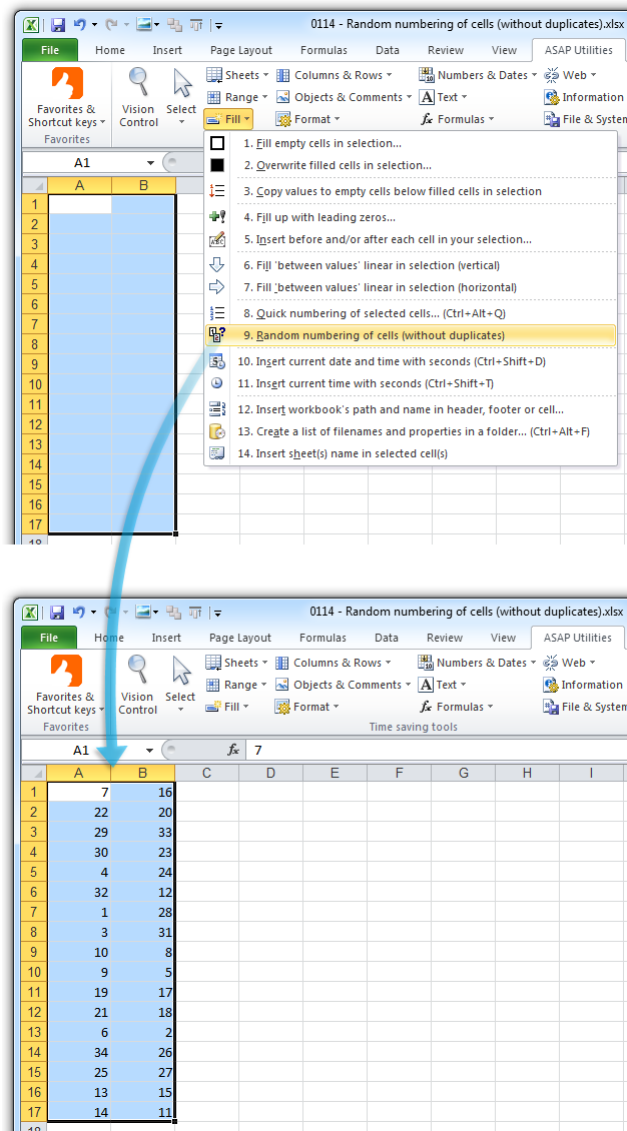 0114 - Random numbering of cells (without duplicates).xlsx
File Home Insert Page Layout Formulas Data Review View ASAP Utilities
Sheets Columns & Rows Numbers & Dates Web
Favorites & Shortcut keys Vision Control Select Range Objects & Comments Text Information
Fill Format Formulas File & System
Favorites
A1
A B
1
2
3
4
5
6
7
8
9
10
11
12
13
14
15
16
17
18
1. Fill empty cells in selection...
2. Overwrite filled cells in selection...
3. Copy values to empty cells below filled cells in selection
4. Fill up with leading zeros...
5. Insert before and/or after each cell in your selection...
6. Fill 'between values' linear in selection (vertical)
7. Fill 'between values' linear in selection (horizontal)
8. Quick numbering of selected cells... (Ctrl+Alt+Q)
9. Random numbering of cells (without duplicates)
10. Insert current date and time with seconds (Ctrl+Shift+D)
11. Insert current time with seconds (Ctrl+Shift+T)
12. Insert workbook's path and name in header, footer or cell...
13. Create a list of filenames and properties in a folder... (Ctrl+Alt+F)
14. Insert sheet(s) name in selected cell(s)
0114 - Random numbering of cells (without duplicates).xlsx
File Home Insert Page Layout Formulas Data Review View ASAP Utilities
Sheets Columns & Rows Numbers & Dates Web
Favorites & Shortcut keys Vision Control Select Range Objects & Comments Text Information
Fill Format Formulas File & System
Favorites Time saving tools
A1 fx 7
A B C D E F G H I
1 7 16
2 22 20
3 29 33
4 30 23
5 4 24
6 32 12
7 1 28
8 3 31
9 10 8
10 9 5
11 19 17
12 21 18
13 6 2
14 34 26
15 25 27
16 13 15
17 14 11
18